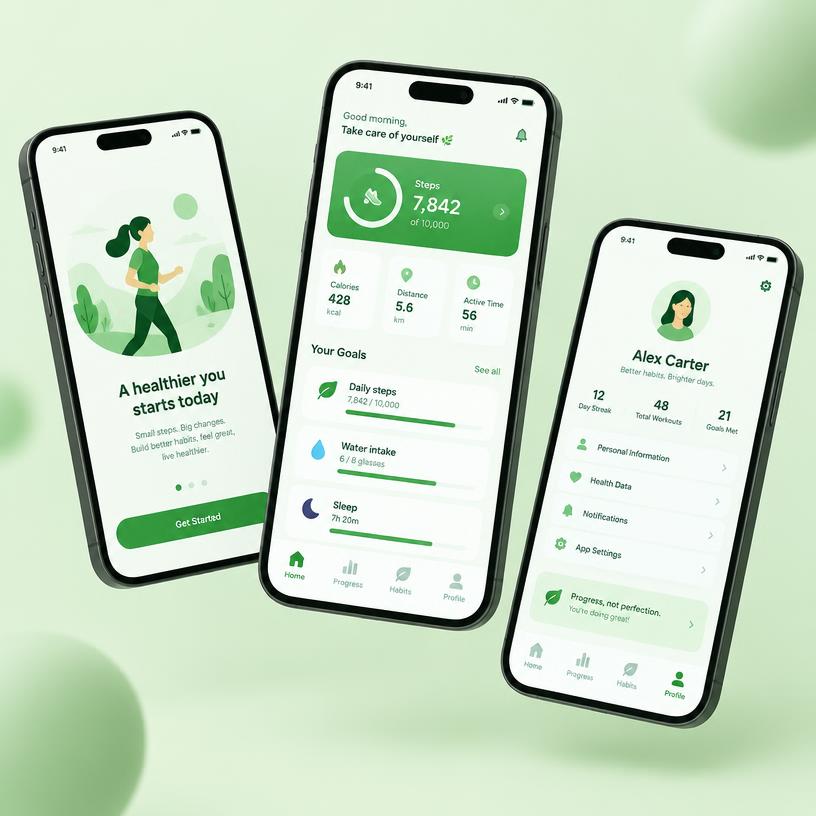 9:41
A healthier you
starts today
Small steps. Big changes.
Build better habits, feel great,
live healthier.
Get Started
9:41
Good morning,
Take care of yourself
Steps
7,842
of 10,000
Calories
428
kcal
Distance
5.6
km
Active Time
56
min
Your Goals
See all
Daily steps
7,842 / 10,000
Water intake
6 / 8 glasses
Sleep
7h 20m
Home
Progress
Habits
Profile
9:41
Alex Carter
Better habits. Brighter days.
12
Day Streak
48
Total Workouts
21
Goals Met
Personal Information
Health Data
Notifications
App Settings
Progress, not perfection.
You're doing great!
Home
Progress
Habits
Profile